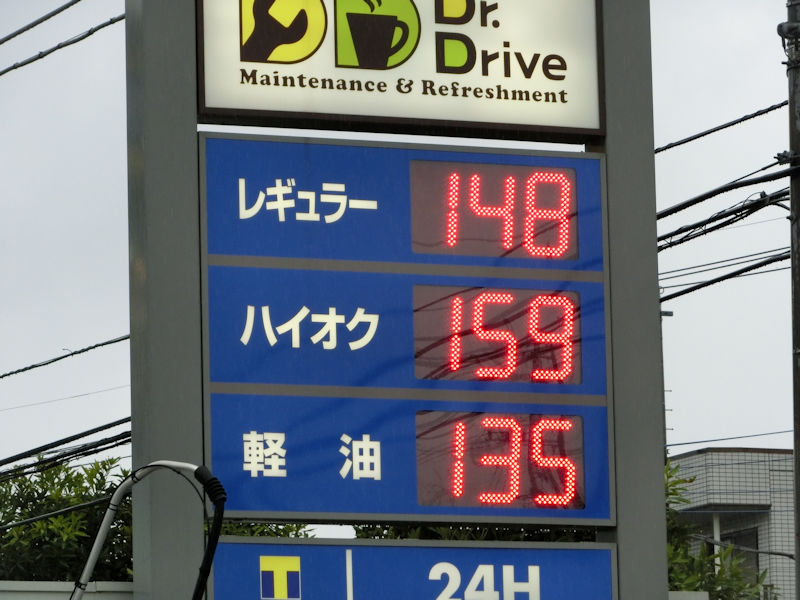 Dr.
Drive
Maintenance & Refreshment
レギュラー 148
ハイオク 159
軽油 135
T 24H